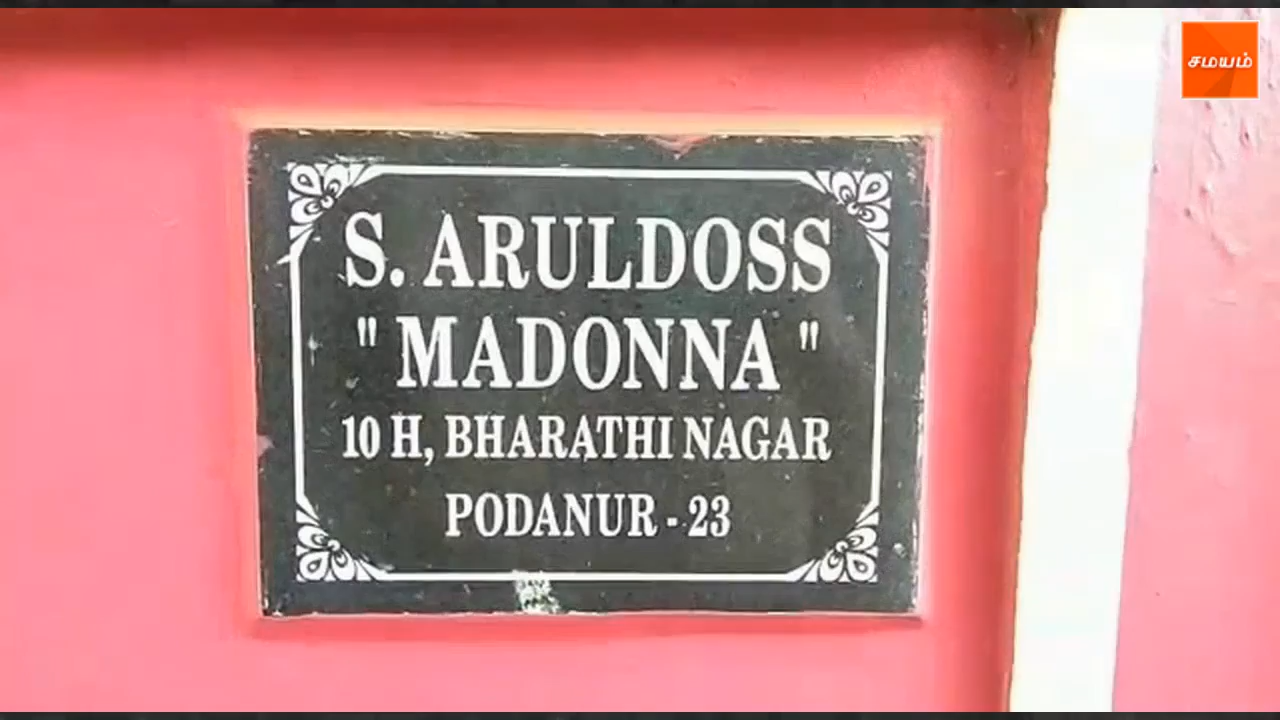 சமயம்
S. ARULDOSS
" MADONNA "
10 H, BHARATHI NAGAR
PODANUR - 23